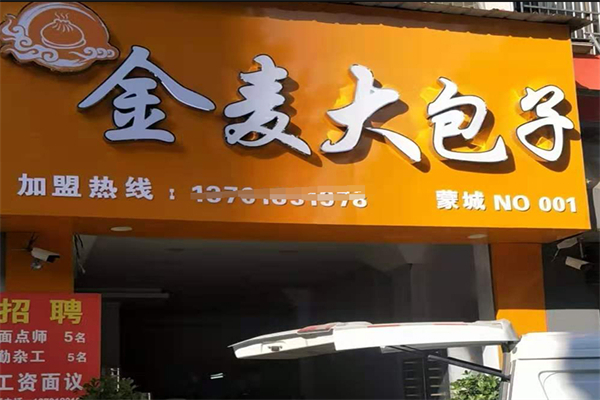 金麦大包子
加盟热线：
蒙城 NO 001
招聘
面点师 5名
勤杂工 5名
工资面议